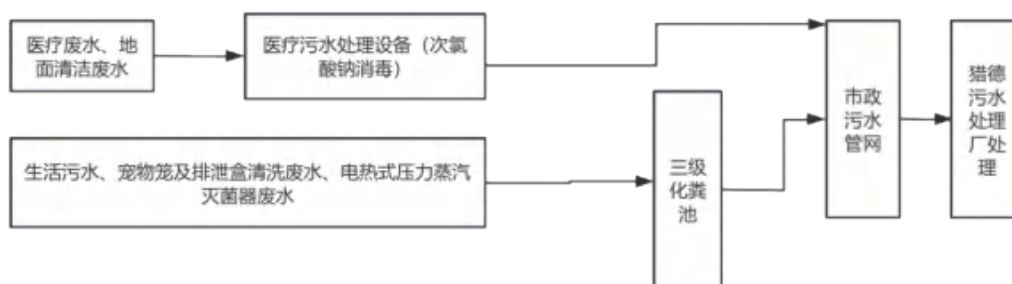 医疗废水、地
面清洁废水
医疗污水处理设备（次氯
酸钠消毒）
生活污水、宠物笼及排泄盒清洗废水、电热式压力蒸汽
灭菌器废水
三级
化粪
池
市政
污水
管网
猎德
污水
处理
厂处
理